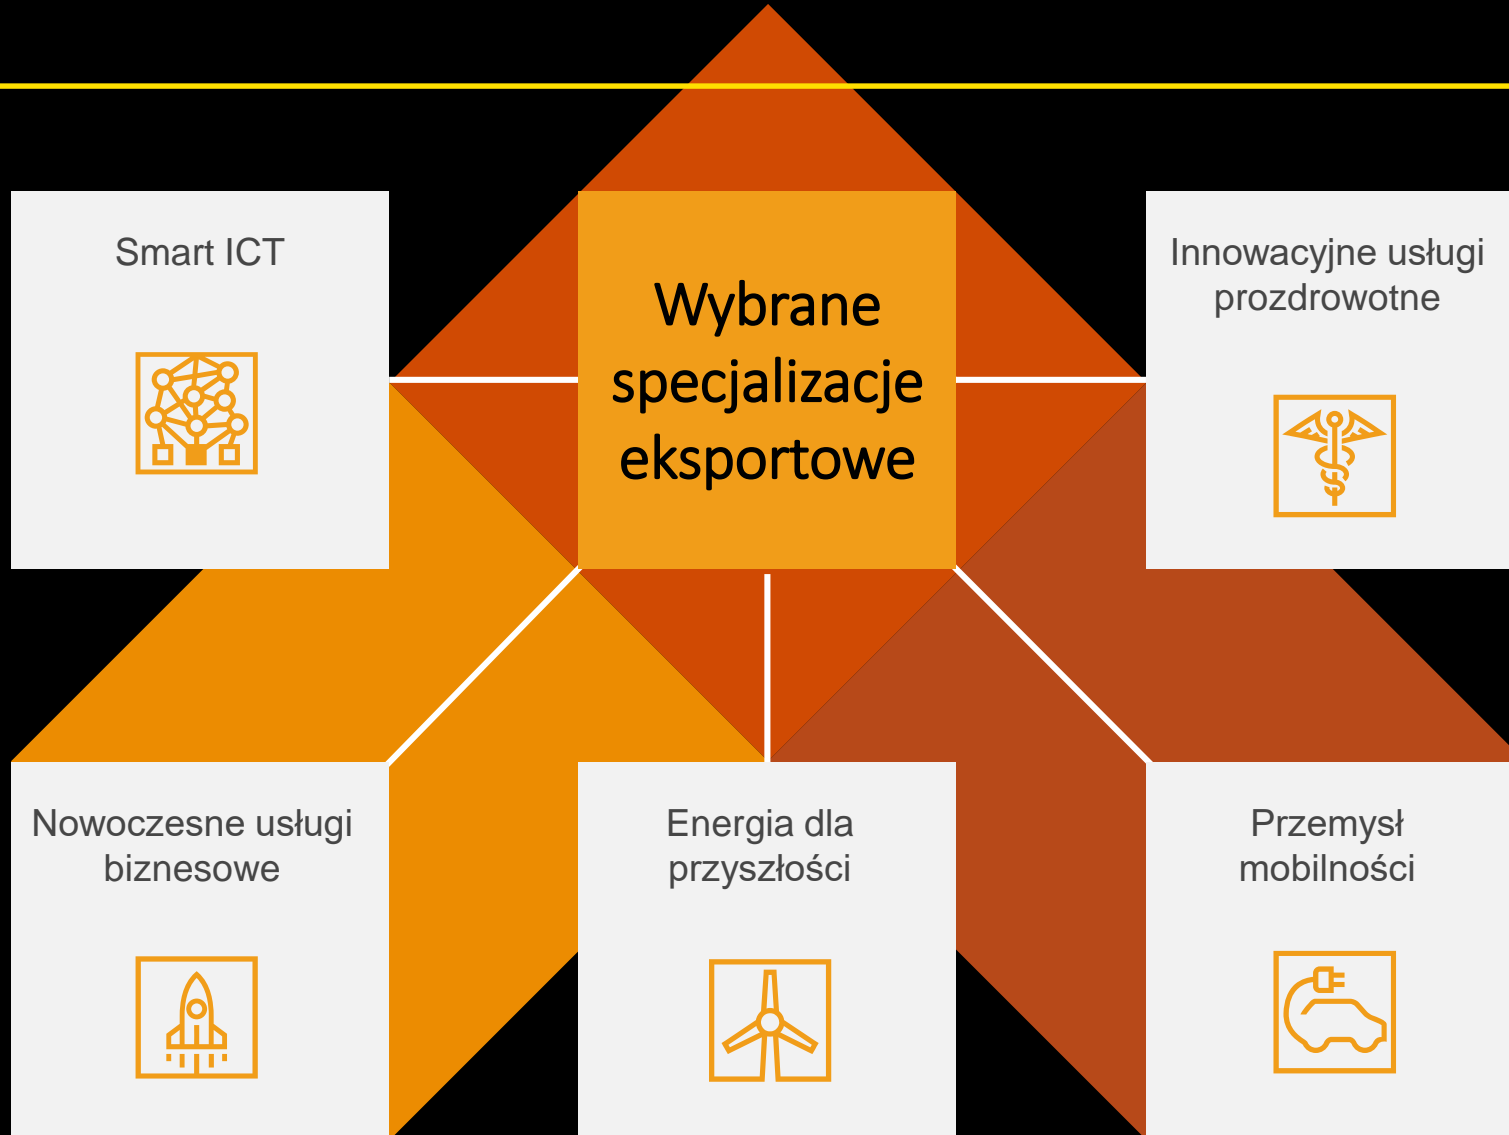 Smart ICT
Wybrane
specjalizacje
eksportowe
Innowacyjne usługi
prozdrowotne
Nowoczesne usługi
biznesowe
Energia dla
przyszłości
Przemysł
mobilności